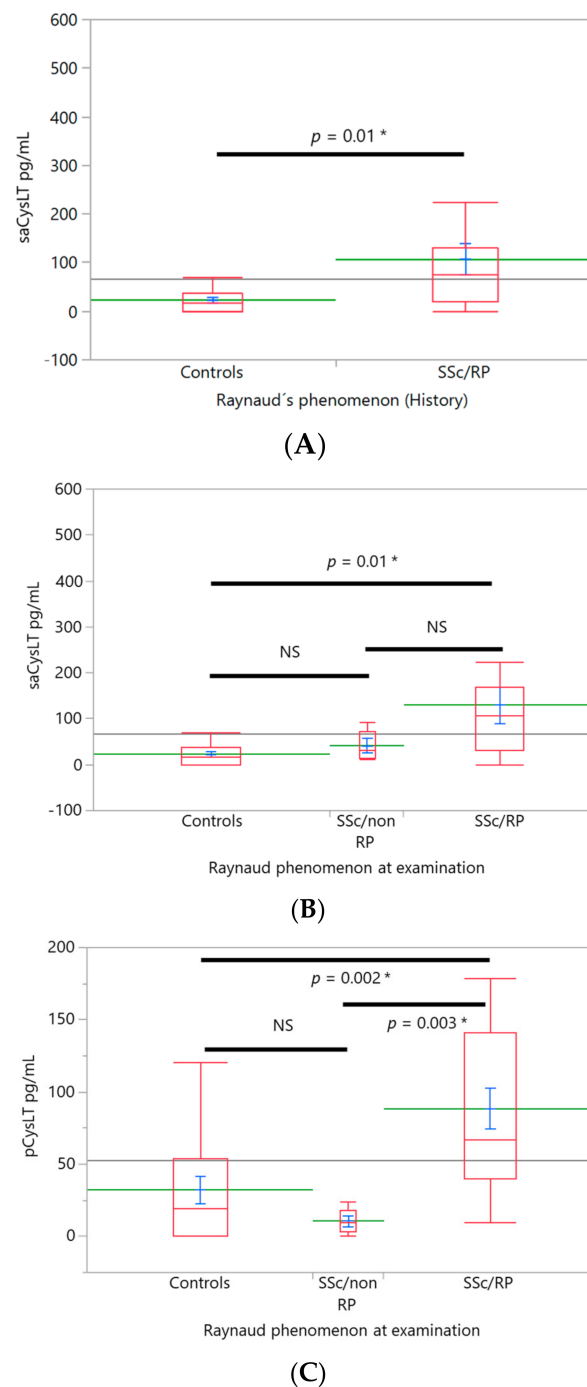 600
500
400
300
200
100
0
-100
saCysLT pg/mL
p = 0.01 *
Controls
SSc/RP
Raynaud´s phenomenon (History)
(A)
600
500
400
300
200
100
0
-100
saCysLT pg/mL
p = 0.01 *
NS
NS
Controls
SSc/non
RP
SSc/RP
Raynaud phenomenon at examination
(B)
200
150
100
50
0
pCysLT pg/mL
p = 0.002 *
NS
p = 0.003 *
Controls
SSc/non
RP
SSc/RP
Raynaud phenomenon at examination
(C)